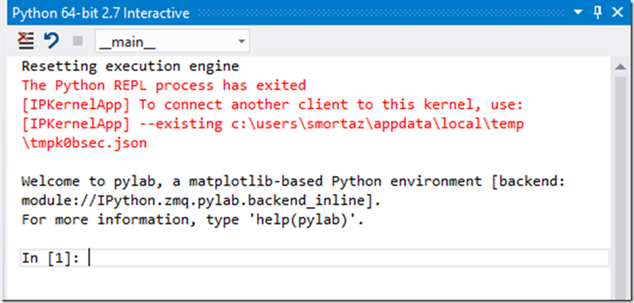 Python 64-bit 2.7 Interactive
__main__
Resetting execution engine
The Python REPL process has exited
[IPKernelApp] To connect another client to this kernel, use:
[IPKernelApp] --existing c:\users\smortaz\appdata\local\temp
\tmpk0bsec.json
Welcome to pylab, a matplotlib-based Python environment [backend:
module://IPython.zmq.pylab.backend_inline].
For more information, type 'help(pylab)'.
In [1]: